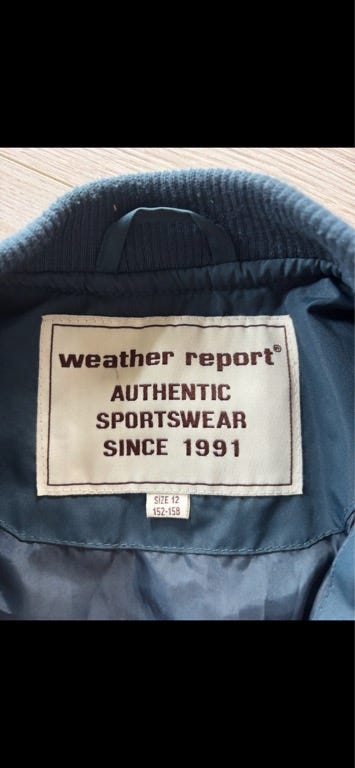 weather report®
AUTHENTIC
SPORTSWEAR
SINCE 1991
SIZE 12
152-158